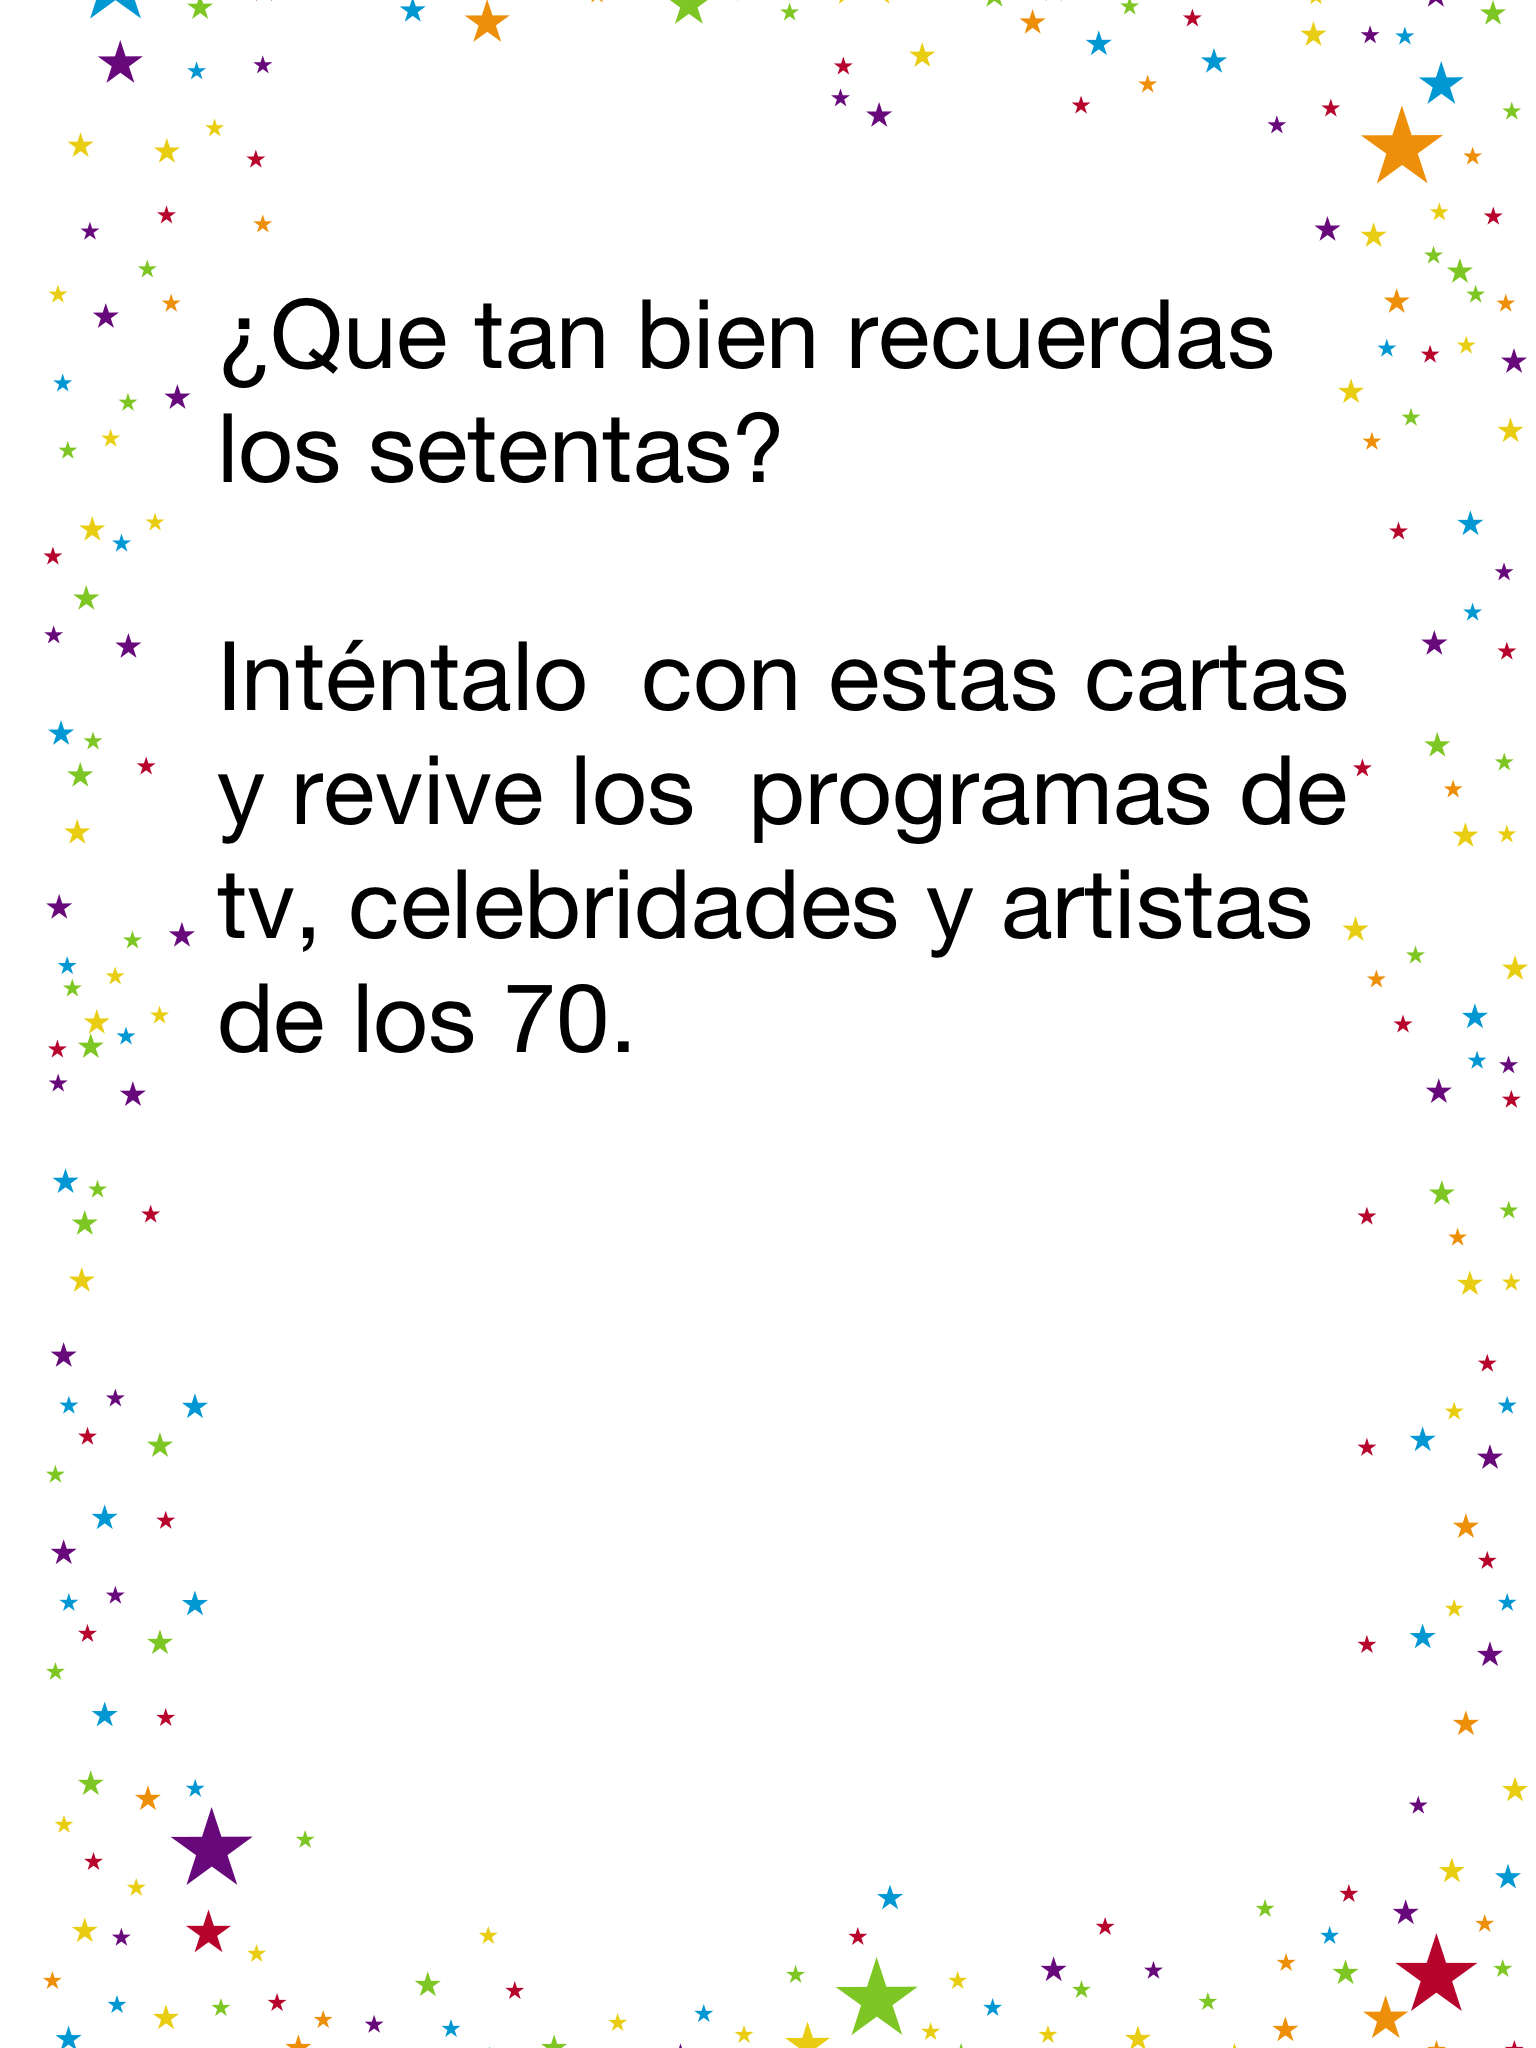 ¿Que tan bien recuerdas
los setentas?
Inténtalo  con estas cartas
y revive los  programas de
tv, celebridades y artistas
de los 70.